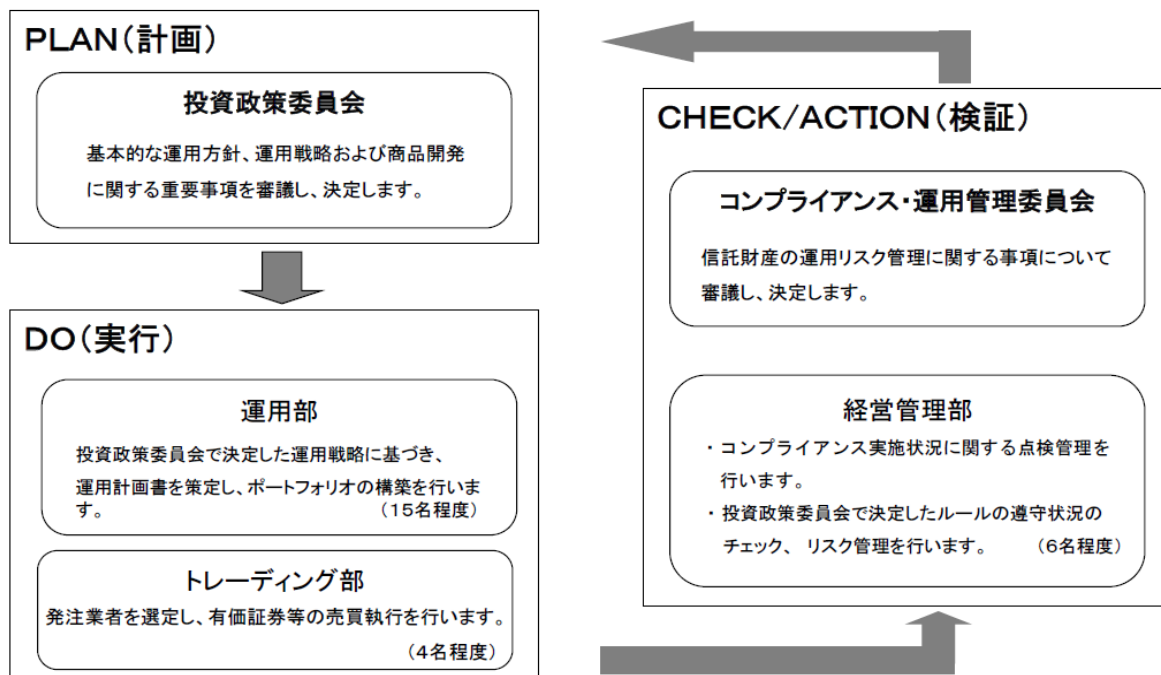 PLAN(計画)
投資政策委員会
基本的な運用方針、運用戦略および商品開発
に関する重要事項を審議し、決定します。
DO(実行)
運用部
投資政策委員会で決定した運用戦略に基づき、
運用計画書を策定し、ポートフォリオの構築を行いま
す。 (15名程度)
トレーディング部
発注業者を選定し、有価証券等の売買執行を行います。
(4名程度)
CHECK/ACTION(検証)
コンプライアンス・運用管理委員会
信託財産の運用リスク管理に関する事項について
審議し、決定します。
経営管理部
・コンプライアンス実施状況に関する点検管理を
行います。
・投資政策委員会で決定したルールの遵守状況の
チェック、 リスク管理を行います。 (6名程度)